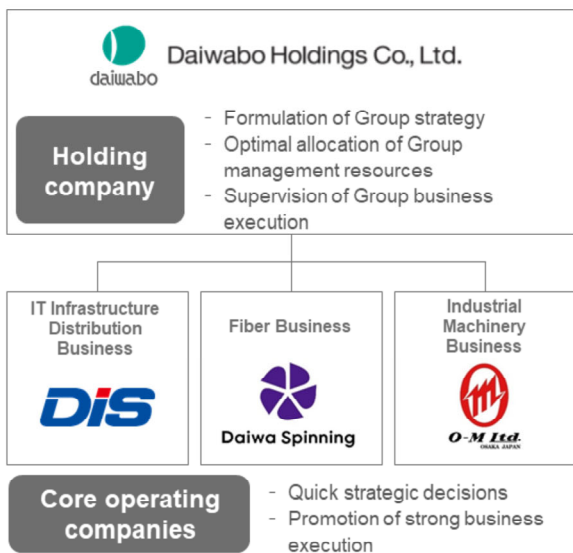 daiwabo
Daiwabo Holdings Co., Ltd.
Holding
company
- Formulation of Group strategy
- Optimal allocation of Group
management resources
- Supervision of Group business
execution
IT Infrastructure
Distribution
Business
DiS
Fiber Business
Daiwa Spinning
Industrial
Machinery
Business
O-M Ltd.
OSAKA JAPAN
Core operating
companies
- Quick strategic decisions
- Promotion of strong business
execution